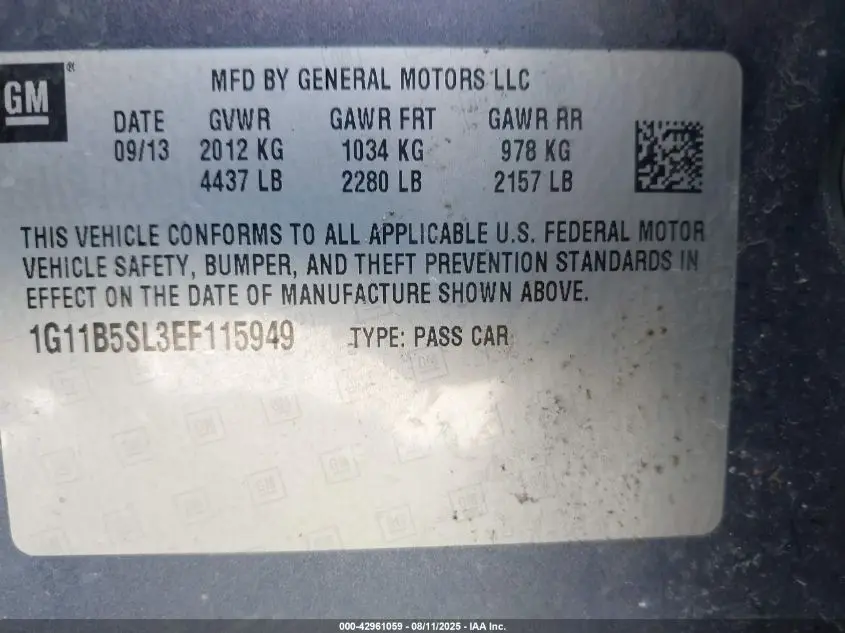 GM ®
MFD BY GENERAL MOTORS LLC
DATE GVWR GAWR FRT GAWR RR
09/13 2012 KG 1034 KG 978 KG
4437 LB 2280 LB 2157 LB
THIS VEHICLE CONFORMS TO ALL APPLICABLE U.S. FEDERAL MOTOR
VEHICLE SAFETY, BUMPER, AND THEFT PREVENTION STANDARDS IN
EFFECT ON THE DATE OF MANUFACTURE SHOWN ABOVE.
1G11B5SL3EF115949 TYPE: PASS CAR
000-42961059 - 08/11/2025 - IAA Inc.